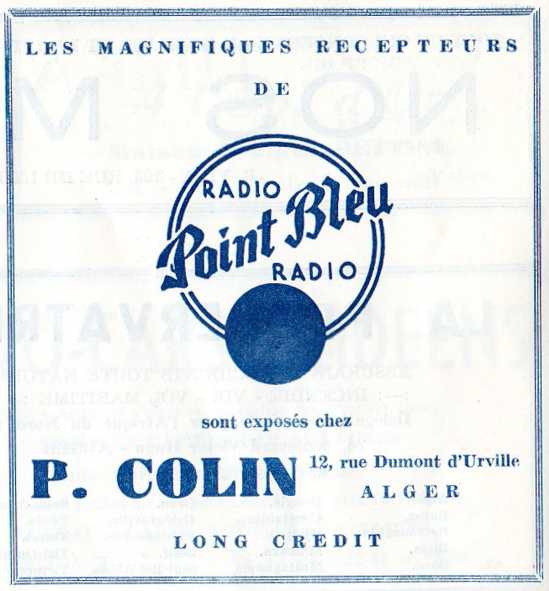 LES MAGNIFIQUES RECEPTEURS
DE
RADIO
Point Bleu
RADIO
sont exposés chez
P. COLIN
12, rue Dumont d'Urville
ALGER
LONG CREDIT